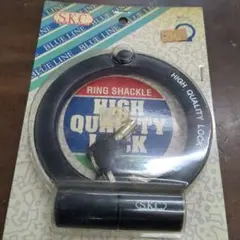 SKC
BLUE LINE BLUE LINE
HIGH QUALITY LOCK
RING SHACKLE
HIGH
QUALITY
LOCK
SKC